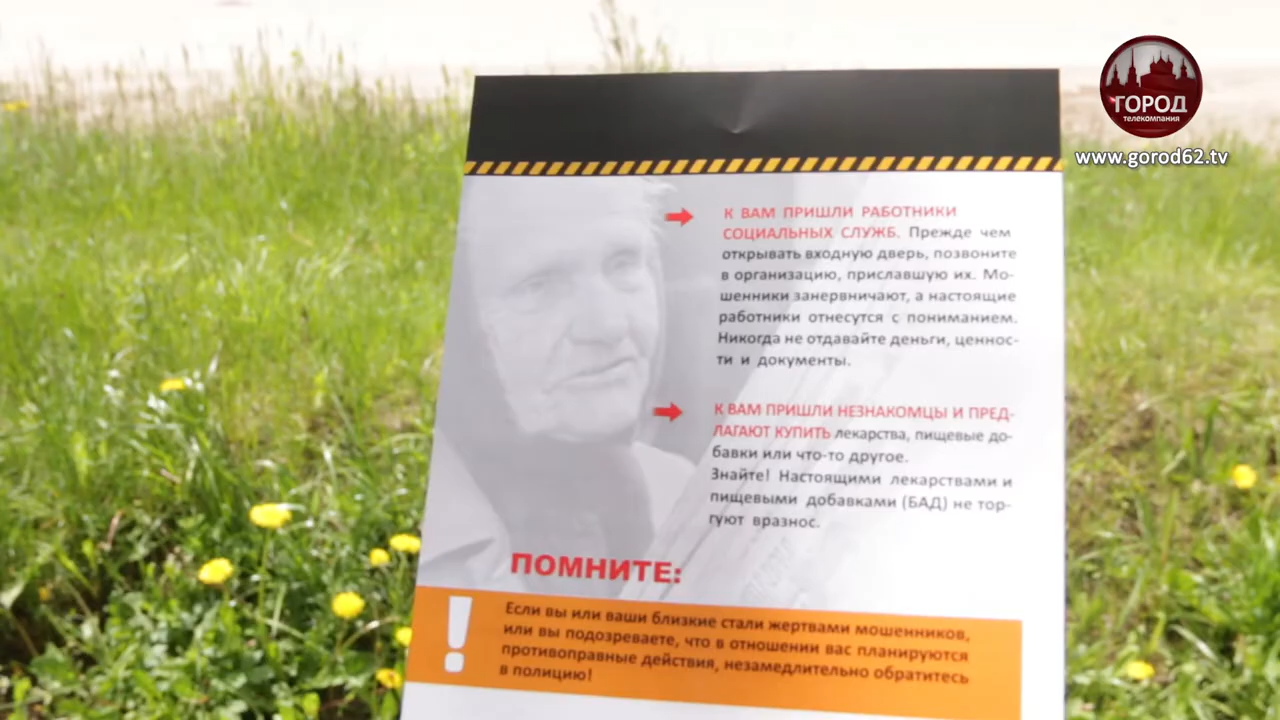 ГОРОД
телекомпания
www.gorod62.tv
К ВАМ ПРИШЛИ РАБОТНИКИ
СОЦИАЛЬНЫХ СЛУЖБ. Прежде чем
открывать входную дверь, позвоните
в организацию, приславшую их. Мо-
шенники занервничают, а настоящие
работники отнесутся с пониманием.
Никогда не отдавайте деньги, ценнос-
ти и документы.
К ВАМ ПРИШЛИ НЕЗНАКОМЦЫ И ПРЕД-
ЛАГАЮТ КУПИТЬ лекарства, пищевые до-
бавки или что-то другое.
Знайте! Настоящими лекарствами и
пищевыми добавками (БАД) не тор-
гуют вразнос.
ПОМНИТЕ:
! Если вы или ваши близкие стали жертвами мошенников,
или вы подозреваете, что в отношении вас планируются
противоправные действия, незамедлительно обратитесь
в полицию!